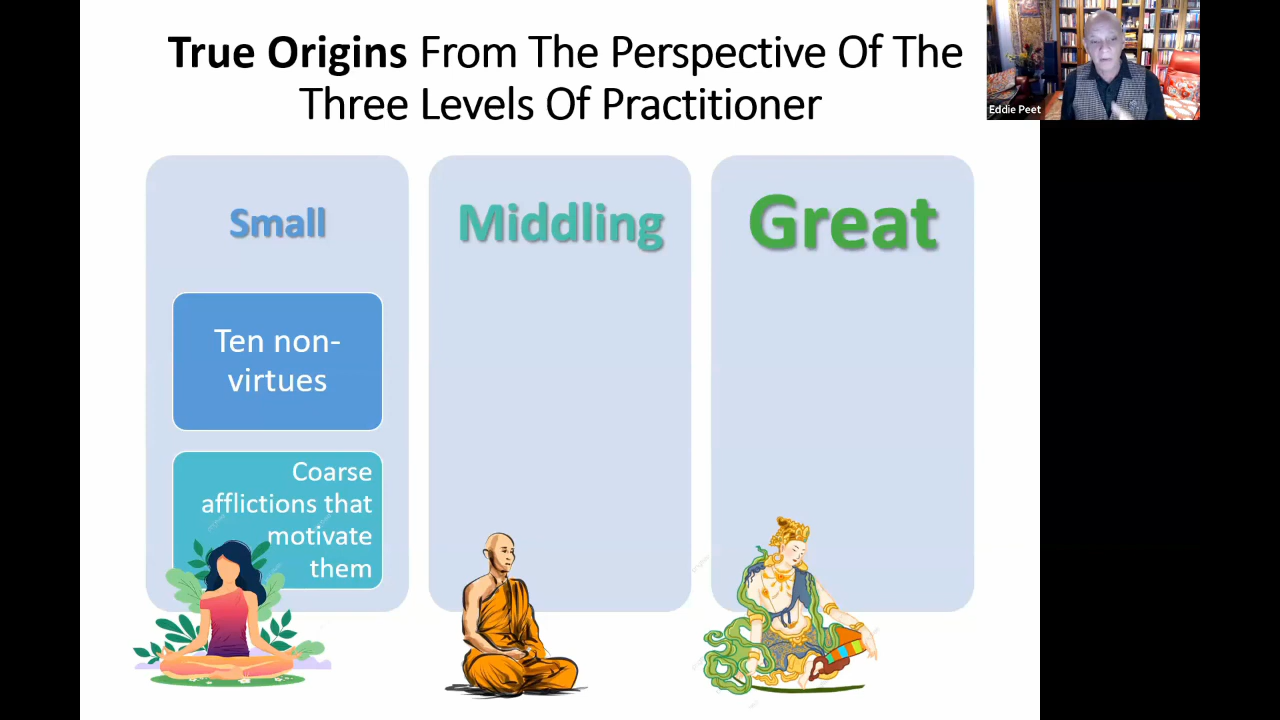 True Origins From The Perspective Of The
Three Levels Of Practitioner
Eddie Peet
Small
Middling
Great
Ten non-
virtues
Coarse
afflictions that
motivate
them